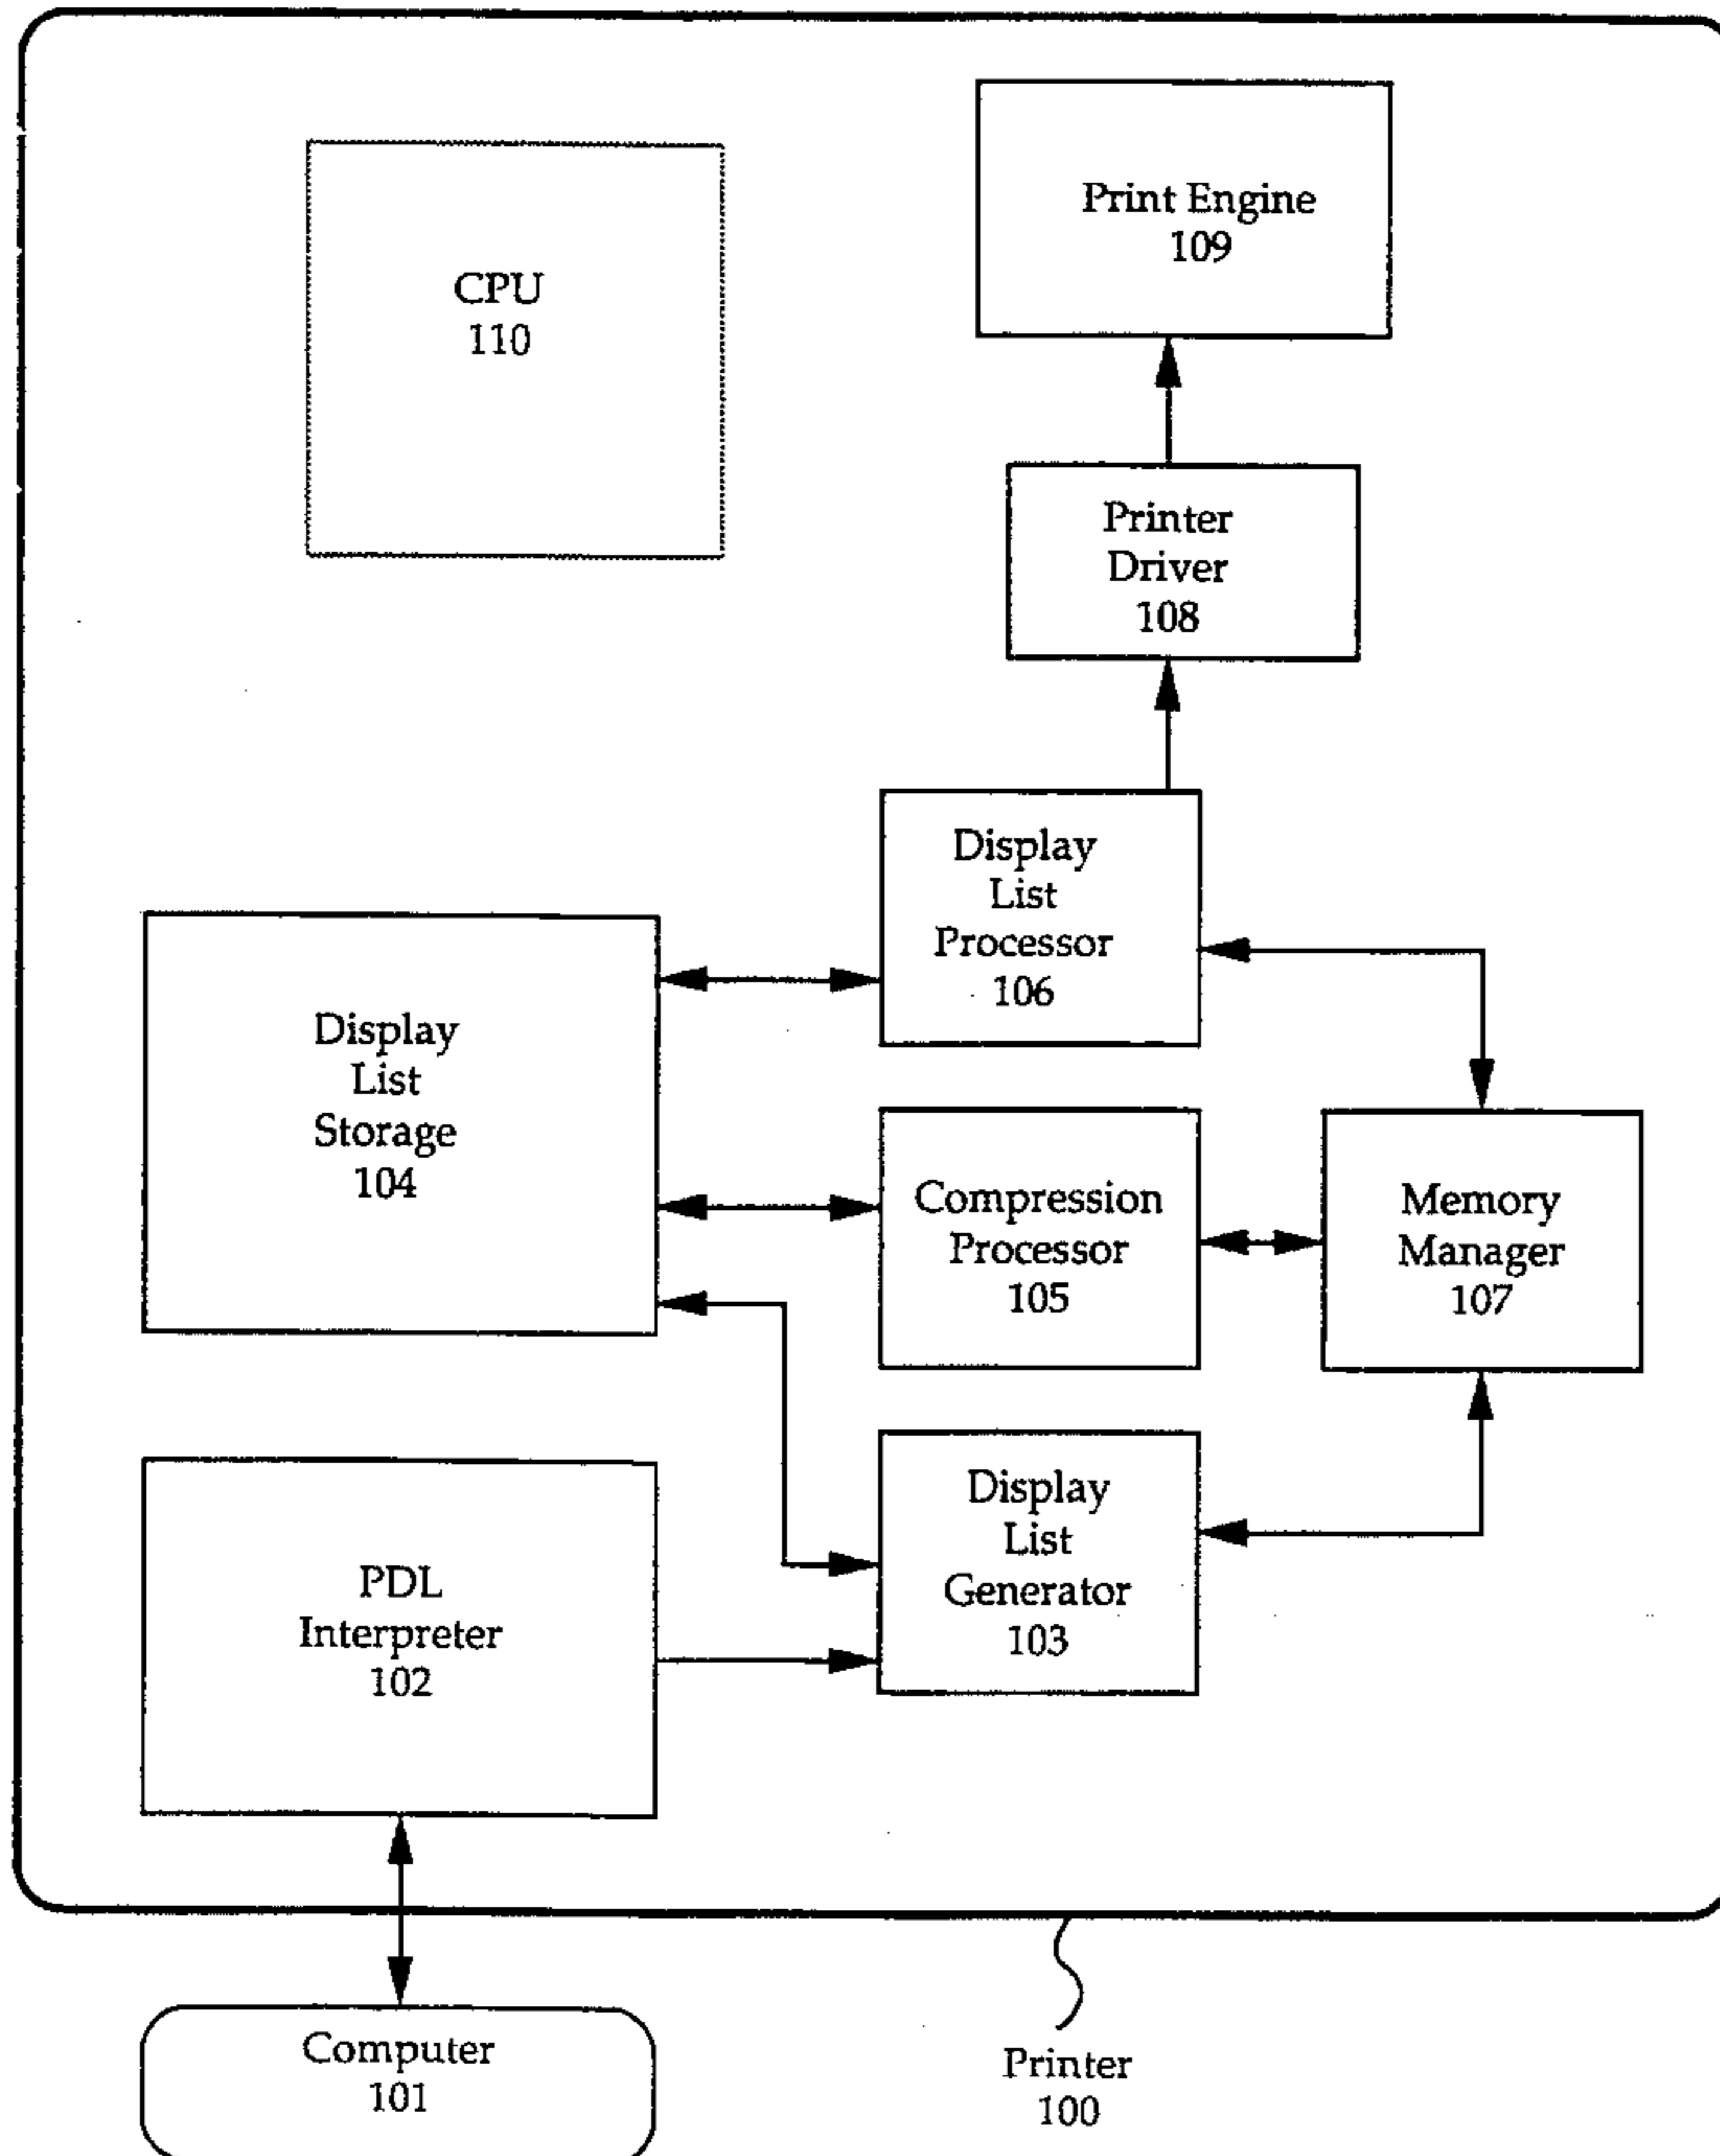 Print Engine
109
CPU
110
Printer
Driver
108
Display
List
Processor
106
Display
List
Storage
104
Compression
Processor
105
Memory
Manager
107
Display
List
Generator
103
PDL
Interpreter
102
Computer
101
Printer
100